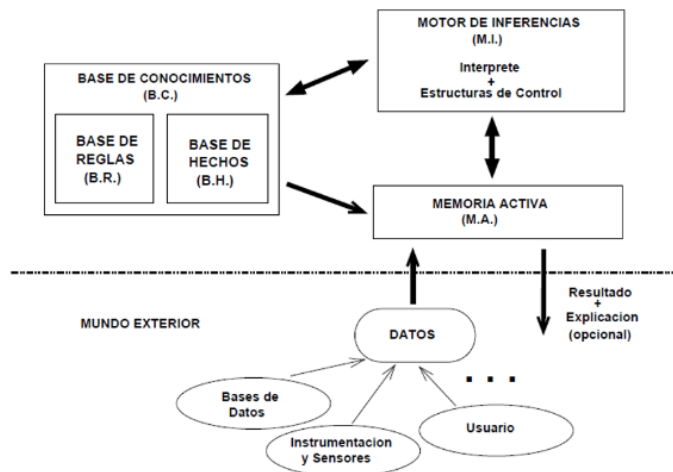 MOTOR DE INFERENCIAS
(M.I.)
Interprete
+
Estructuras de Control
BASE DE CONOCIMIENTOS
(B.C.)
BASE DE
REGLAS
(B.R.)
BASE DE
HECHOS
(B.H.)
MEMORIA ACTIVA
(M.A.)
MUNDO EXTERIOR
Resultado
+
Explicacion
(opcional)
DATOS
. . .
Bases de
Datos
Instrumentacion
y Sensores
Usuario